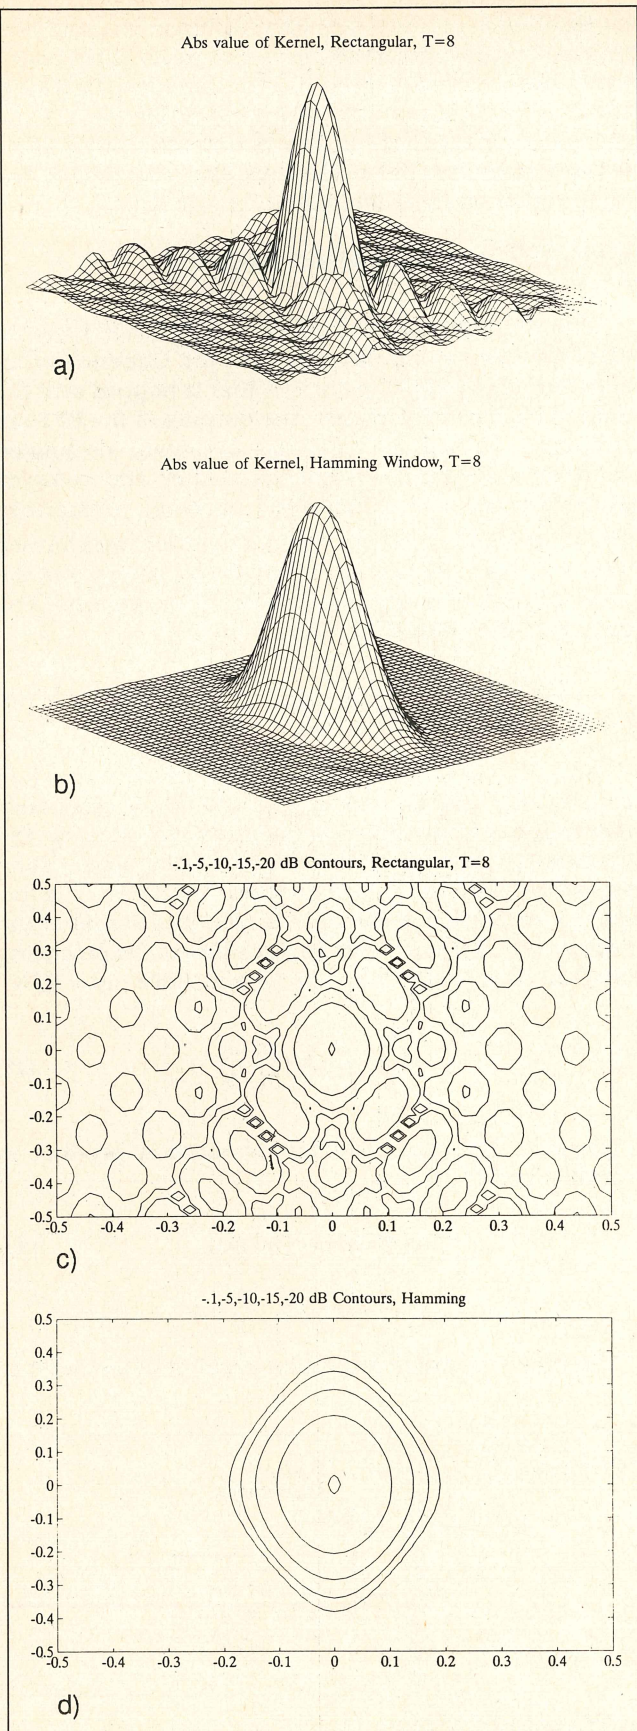 Abs value of Kernel, Rectangular, T=8
a)
Abs value of Kernel, Hamming Window, T=8
b)
-.1,-5,-10,-15,-20 dB Contours, Rectangular, T=8
0.5
0.4
0.3
0.2
0.1
0
-0.1
-0.2
-0.3
-0.4
-0.5
-0.5 -0.4 -0.3 -0.2 -0.1 0 0.1 0.2 0.3 0.4 0.5
c)
-.1,-5,-10,-15,-20 dB Contours, Hamming
0.5
0.4
0.3
0.2
0.1
0
-0.1
-0.2
-0.3
-0.4
-0.5
-0.5 -0.4 -0.3 -0.2 -0.1 0 0.1 0.2 0.3 0.4 0.5
d)